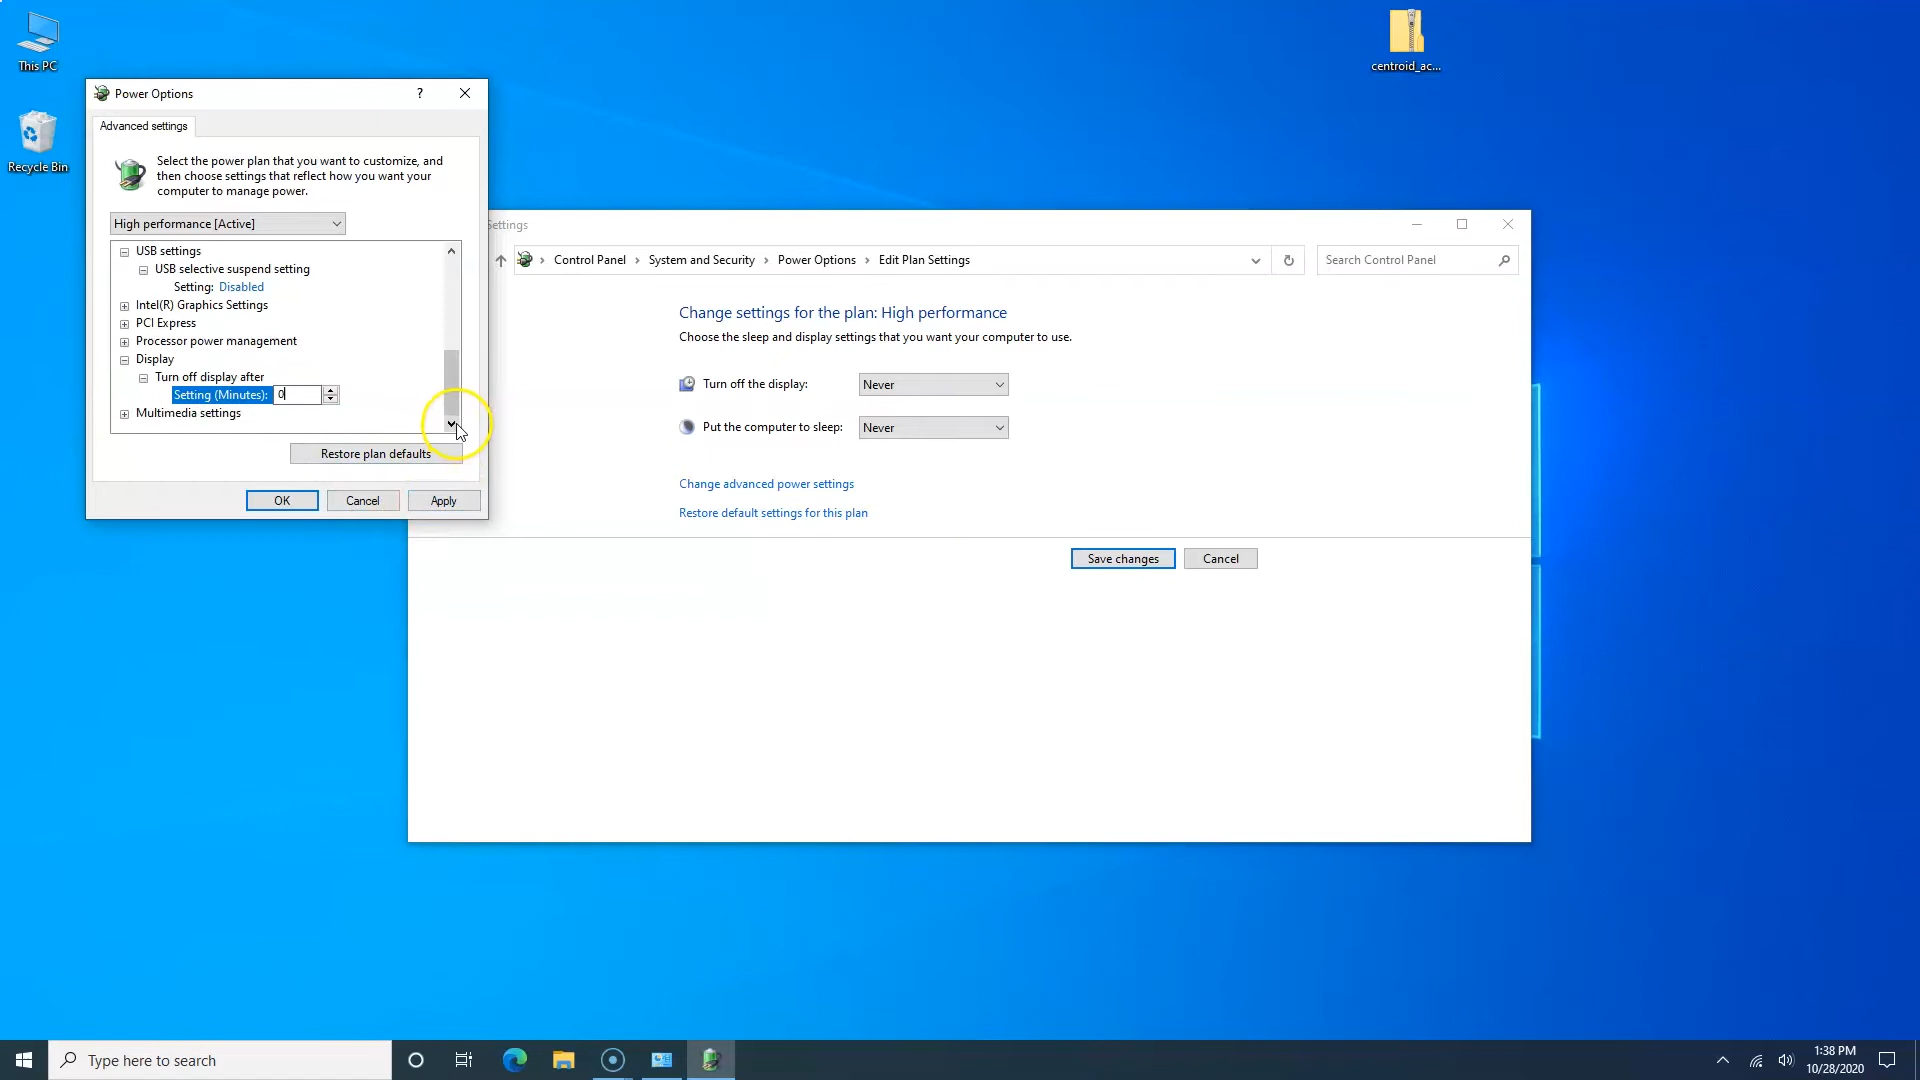 This PC
Recycle Bin
centroid_ac...
Power Options
?
Advanced settings
Select the power plan that you want to customize, and
then choose settings that reflect how you want your
computer to manage power.
High performance [Active]
USB settings
USB selective suspend setting
Setting: Disabled
Intel(R) Graphics Settings
PCI Express
Processor power management
Display
Turn off display after
Setting (Minutes): 0
Multimedia settings
Restore plan defaults
OK
Cancel
Apply
Settings
Control Panel
System and Security
Power Options
Edit Plan Settings
Search Control Panel
Change settings for the plan: High performance
Choose the sleep and display settings that you want your computer to use.
Turn off the display: Never
Put the computer to sleep: Never
Change advanced power settings
Restore default settings for this plan
Save changes
Cancel
Type here to search
1:38 PM
10/28/2020